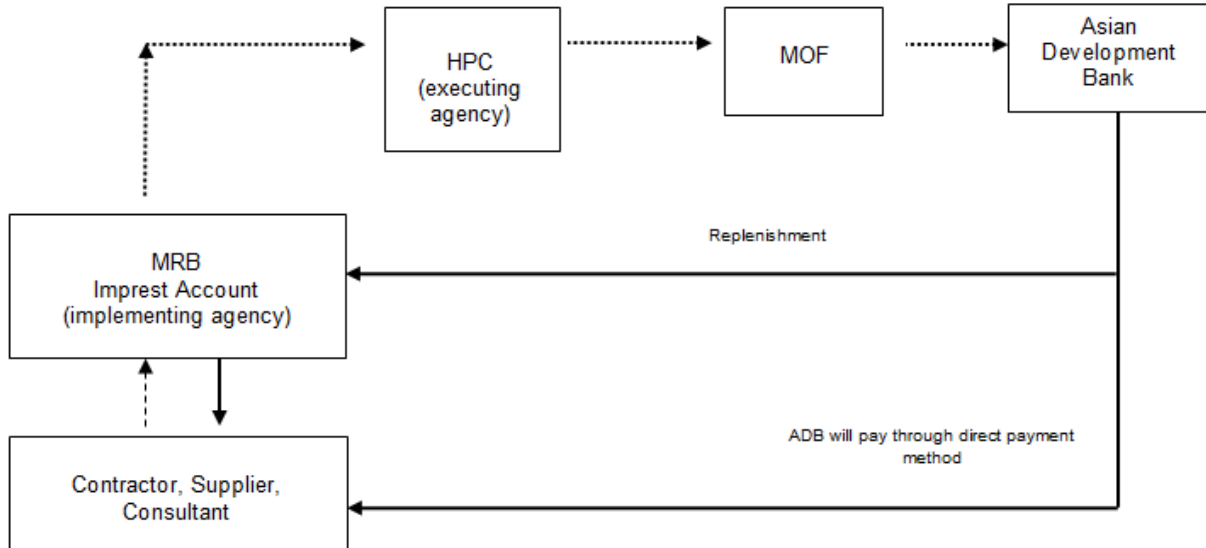 HPC
(executing
agency)
MOF
Asian
Development
Bank
Replenishment
MRB
Imprest Account
(implementing agency)
ADB will pay through direct payment
method
Contractor, Supplier,
Consultant